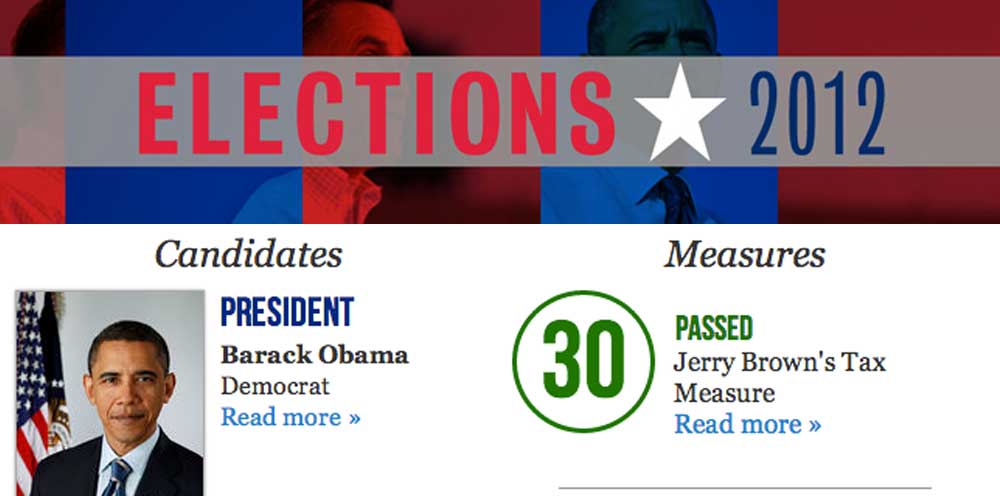 ELECTIONS 2012
Candidates
PRESIDENT
Barack Obama
Democrat
Read more »
Measures
30
PASSED
Jerry Brown's Tax
Measure
Read more »